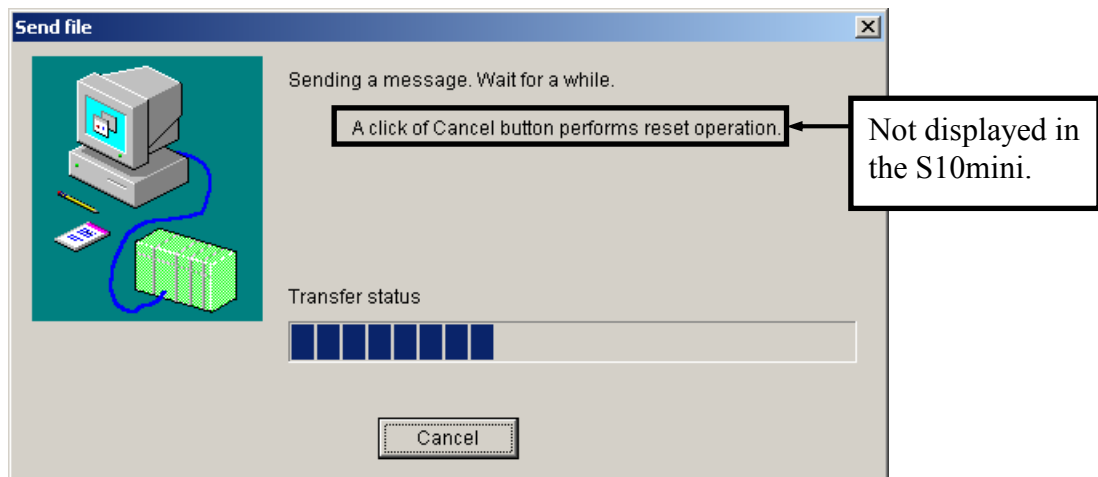 Send file
Sending a message. Wait for a while.
A click of Cancel button performs reset operation.
Not displayed in
the S10mini.
Transfer status
Cancel